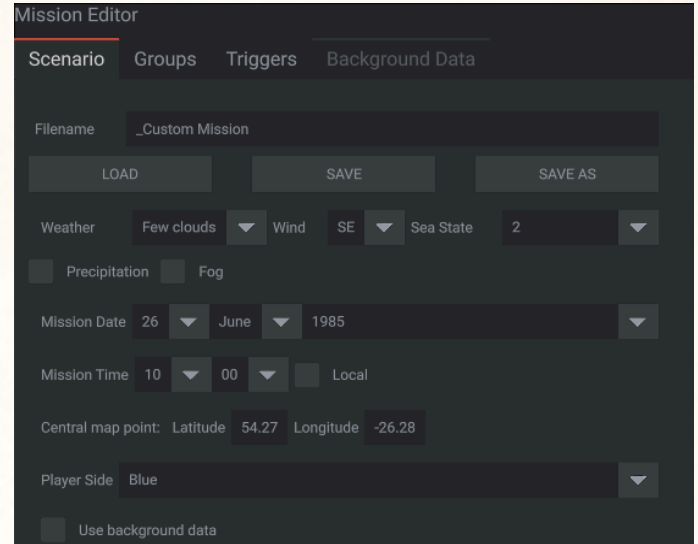 Mission Editor
Scenario Groups Triggers Background Data
Filename _Custom Mission
LOAD SAVE SAVE AS
Weather Few clouds Wind SE Sea State 2
Precipitation Fog
Mission Date 26 June 1985
Mission Time 10 00 Local
Central map point: Latitude 54.27 Longitude -26.28
Player Side Blue
Use background data